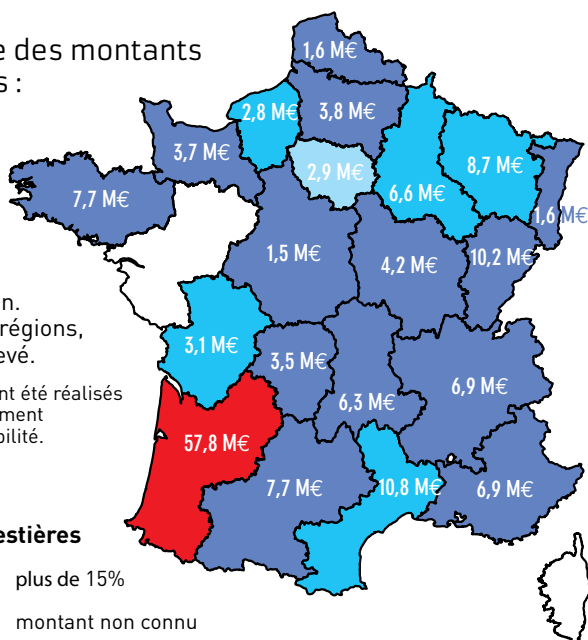 e des montants
s :
n.
régions,
evé.
nt été réalisés
ment
bilité.
estières
plus de 15%
montant non connu
1,6 M€
2,8 M€
3,8 M€
3,7 M€
2,9 M€
6,6 M€
8,7 M€
1,6 M€
7,7 M€
1,5 M€
4,2 M€
10,2 M€
3,1 M€
3,5 M€
6,3 M€
6,9 M€
57,8 M€
7,7 M€
10,8 M€
6,9 M€